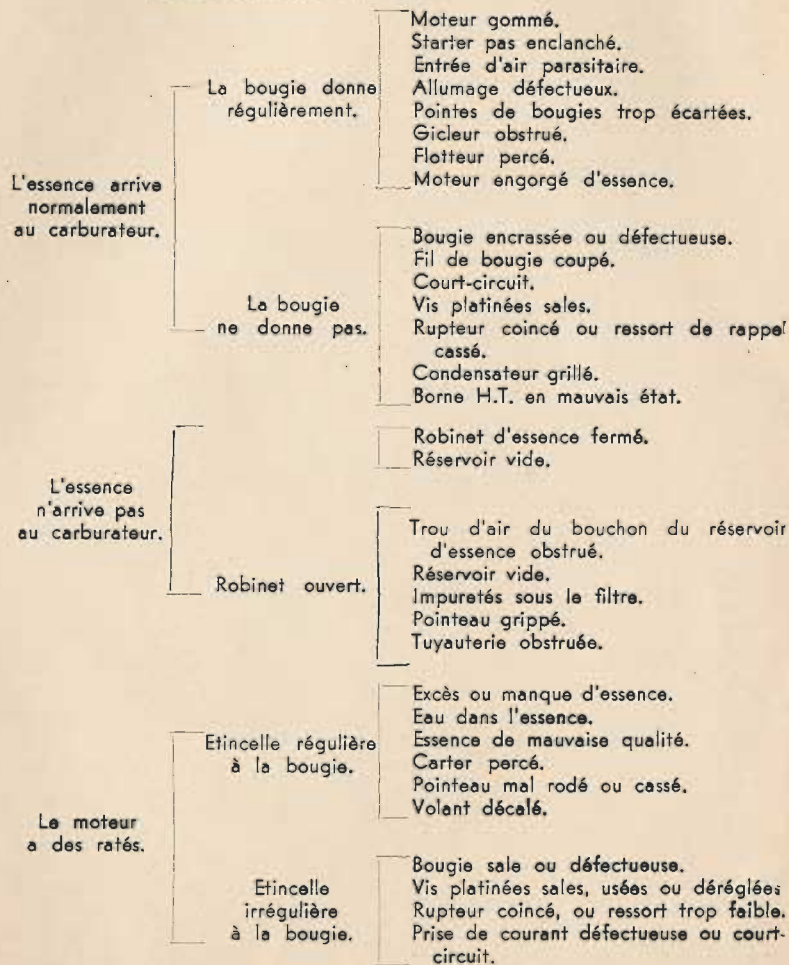 L'essence arrive
normalement
au carburateur.
La bougie donne
régulièrement.
Moteur gommé.
Starter pas enclanché.
Entrée d'air parasitaire.
Allumage défectueux.
Pointes de bougies trop écartées.
Gicleur obstrué.
Flotteur percé.
Moteur engorgé d'essence.
La bougie
ne donne pas.
Bougie encrassée ou défectueuse.
Fil de bougie coupé.
Court-circuit.
Vis platinées sales.
Rupteur coincé ou ressort de rappel
cassé.
Condensateur grillé.
Borne H.T. en mauvais état.
L'essence
n'arrive pas
au carburateur.
Robinet d'essence fermé.
Réservoir vide.
Robinet ouvert.
Trou d'air du bouchon du réservoir
d'essence obstrué.
Réservoir vide.
Impuretés sous le filtre.
Pointeau grippé.
Tuyauterie obstruée.
Le moteur
a des ratés.
Etincelle régulière
à la bougie.
Excès ou manque d'essence.
Eau dans l'essence.
Essence de mauvaise qualité.
Carter percé.
Pointeau mal rodé ou cassé.
Volant décalé.
Etincelle
irrégulière
à la bougie.
Bougie sale ou défectueuse.
Vis platinées sales, usées ou déréglées
Rupteur coincé, ou ressort trop faible.
Prise de courant défectueuse ou court-
circuit.